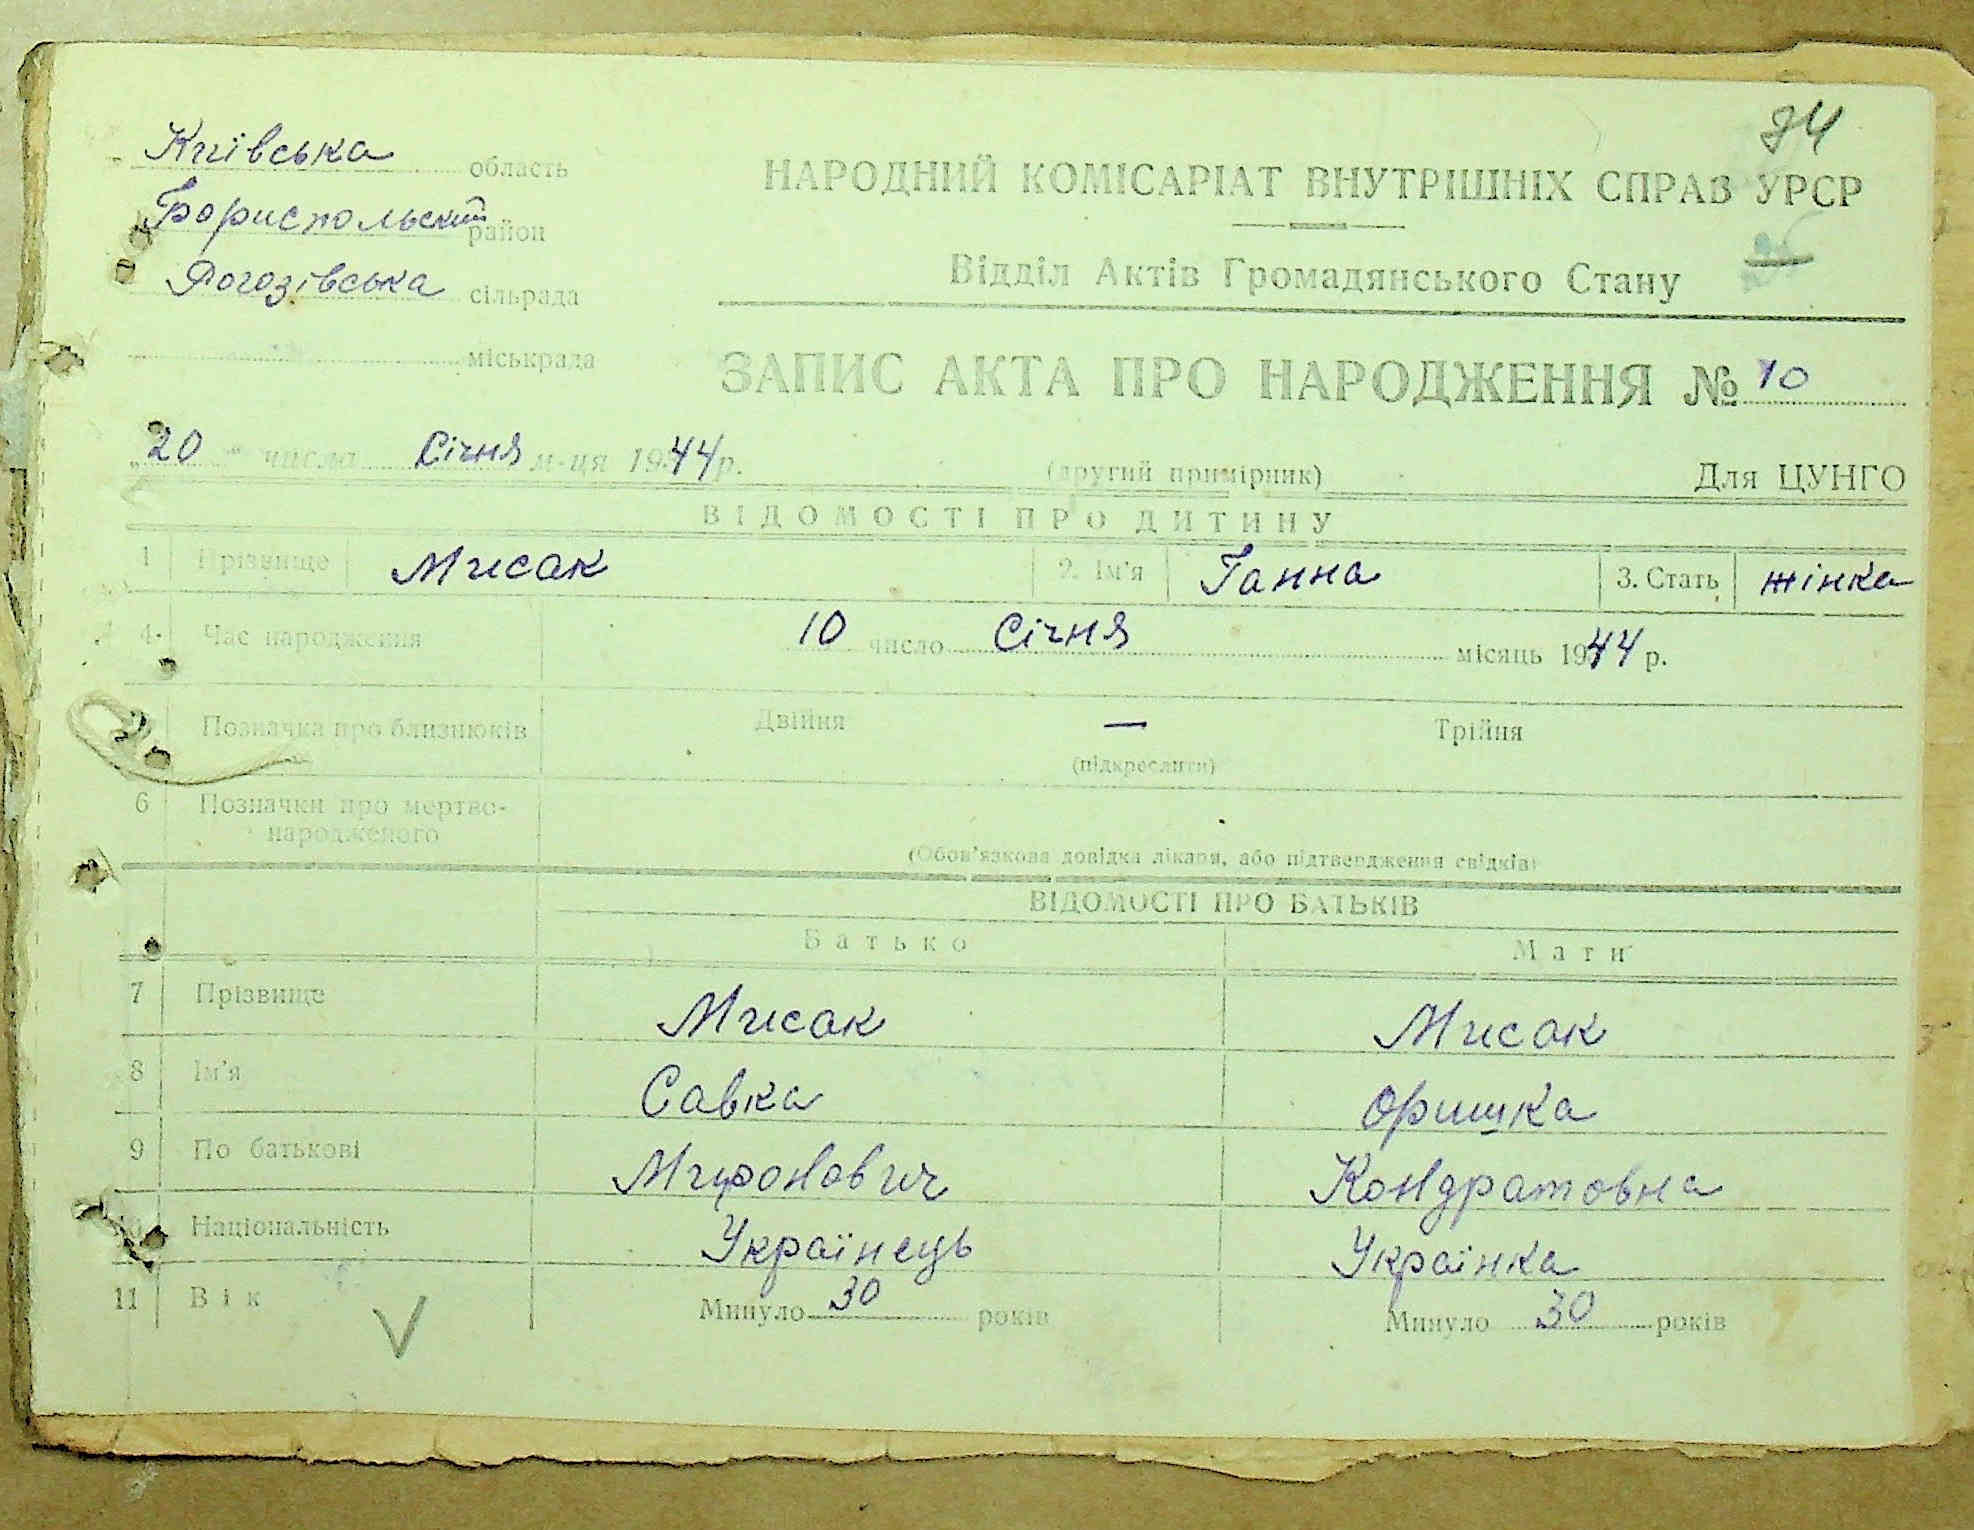 84
Київська область
Бориспольський район
Рогозівська сільрада
міськрада
НАРОДНИЙ КОМІСАРІАТ ВНУТРІШНІХ СПРАВ УРСР
Відділ Актів Громадянського Стану
ЗАПИС АКТА ПРО НАРОДЖЕННЯ № 10
„20“ числа Січня м-ця 1944 р.
(другий примірник)
Для ЦУНГО
ВІДОМОСТІ ПРО ДИТИНУ
1 Прізвище Мисак 2. Ім'я Ганна 3. Стать жінка
4. Час народження 10 число Січня місяць 1944 р.
Позначка про близнюків Двійня — Трійня
(підкреслити)
6 Позначки про мертво-
народженого
(Обов'язкова довідка лікаря, або підтвердження свідків)
ВІДОМОСТІ ПРО БАТЬКІВ
Батько Мати
7 Прізвище Мисак Мисак
8 Ім'я Савка Оришка
9 По батькові Миронович Кондратовна
10 Національність Українець Українка
11 Вік Минуло 30 років Минуло 30 років